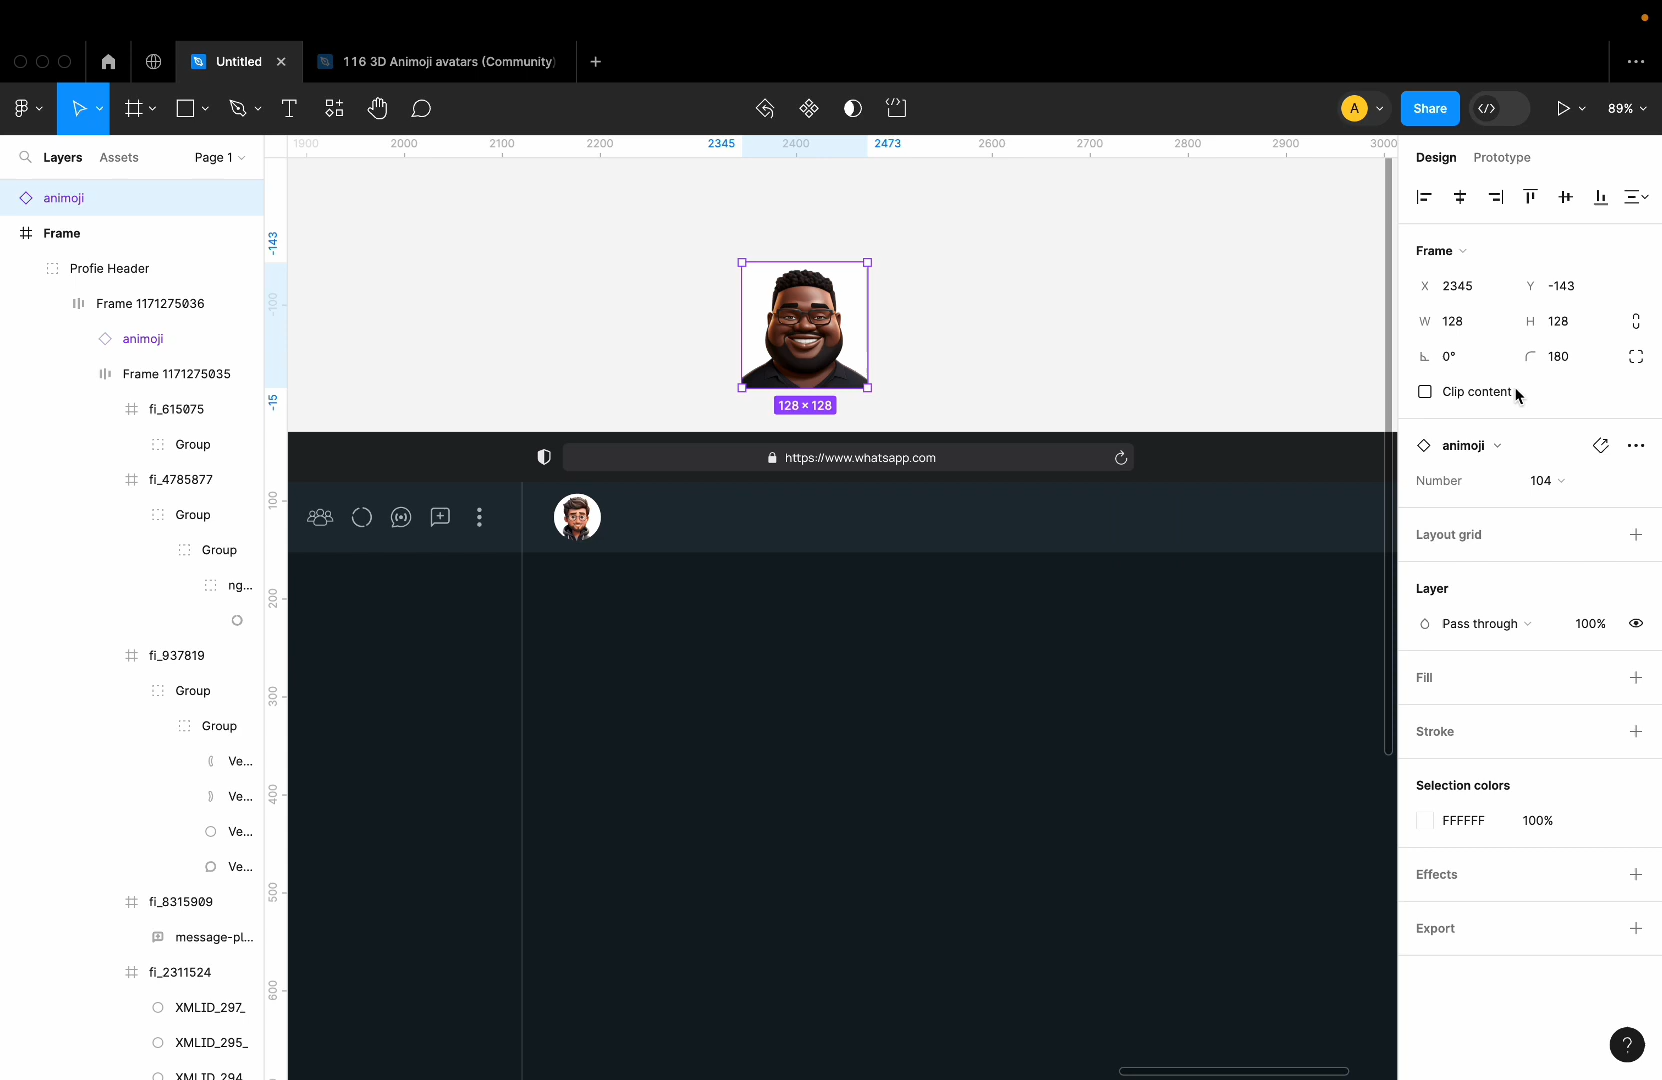 Untitled
116 3D Animoji avatars (Community)
A
Share
89%
Layers
Assets
Page 1
1900
2000
2100
2200
2345
2400
2473
2600
2700
2800
2900
3000
Design
Prototype
animoji
Frame
Profie Header
Frame 1171275036
animoji
Frame 1171275035
fi_615075
Group
fi_4785877
Group
Group
ng...
fi_937819
Group
Group
Ve...
Ve...
Ve...
Ve...
fi_8315909
message-pl...
fi_2311524
XMLID_297_
XMLID_295_
XMLID_294
-143
-100
-15
100
200
300
400
500
600
128 × 128
https://www.whatsapp.com
Frame
X 2345 Y -143
W 128 H 128
0° 180
Clip content
animoji
Number 104
Layout grid
Layer
Pass through 100%
Fill
Stroke
Selection colors
FFFFFF 100%
Effects
Export
?